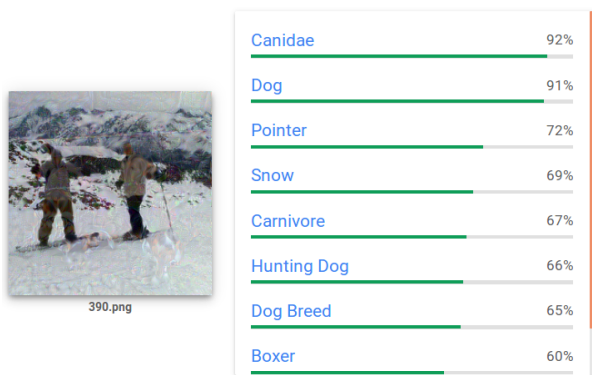 Canidae 92%
Dog 91%
Pointer 72%
Snow 69%
Carnivore 67%
Hunting Dog 66%
Dog Breed 65%
Boxer 60%
390.png